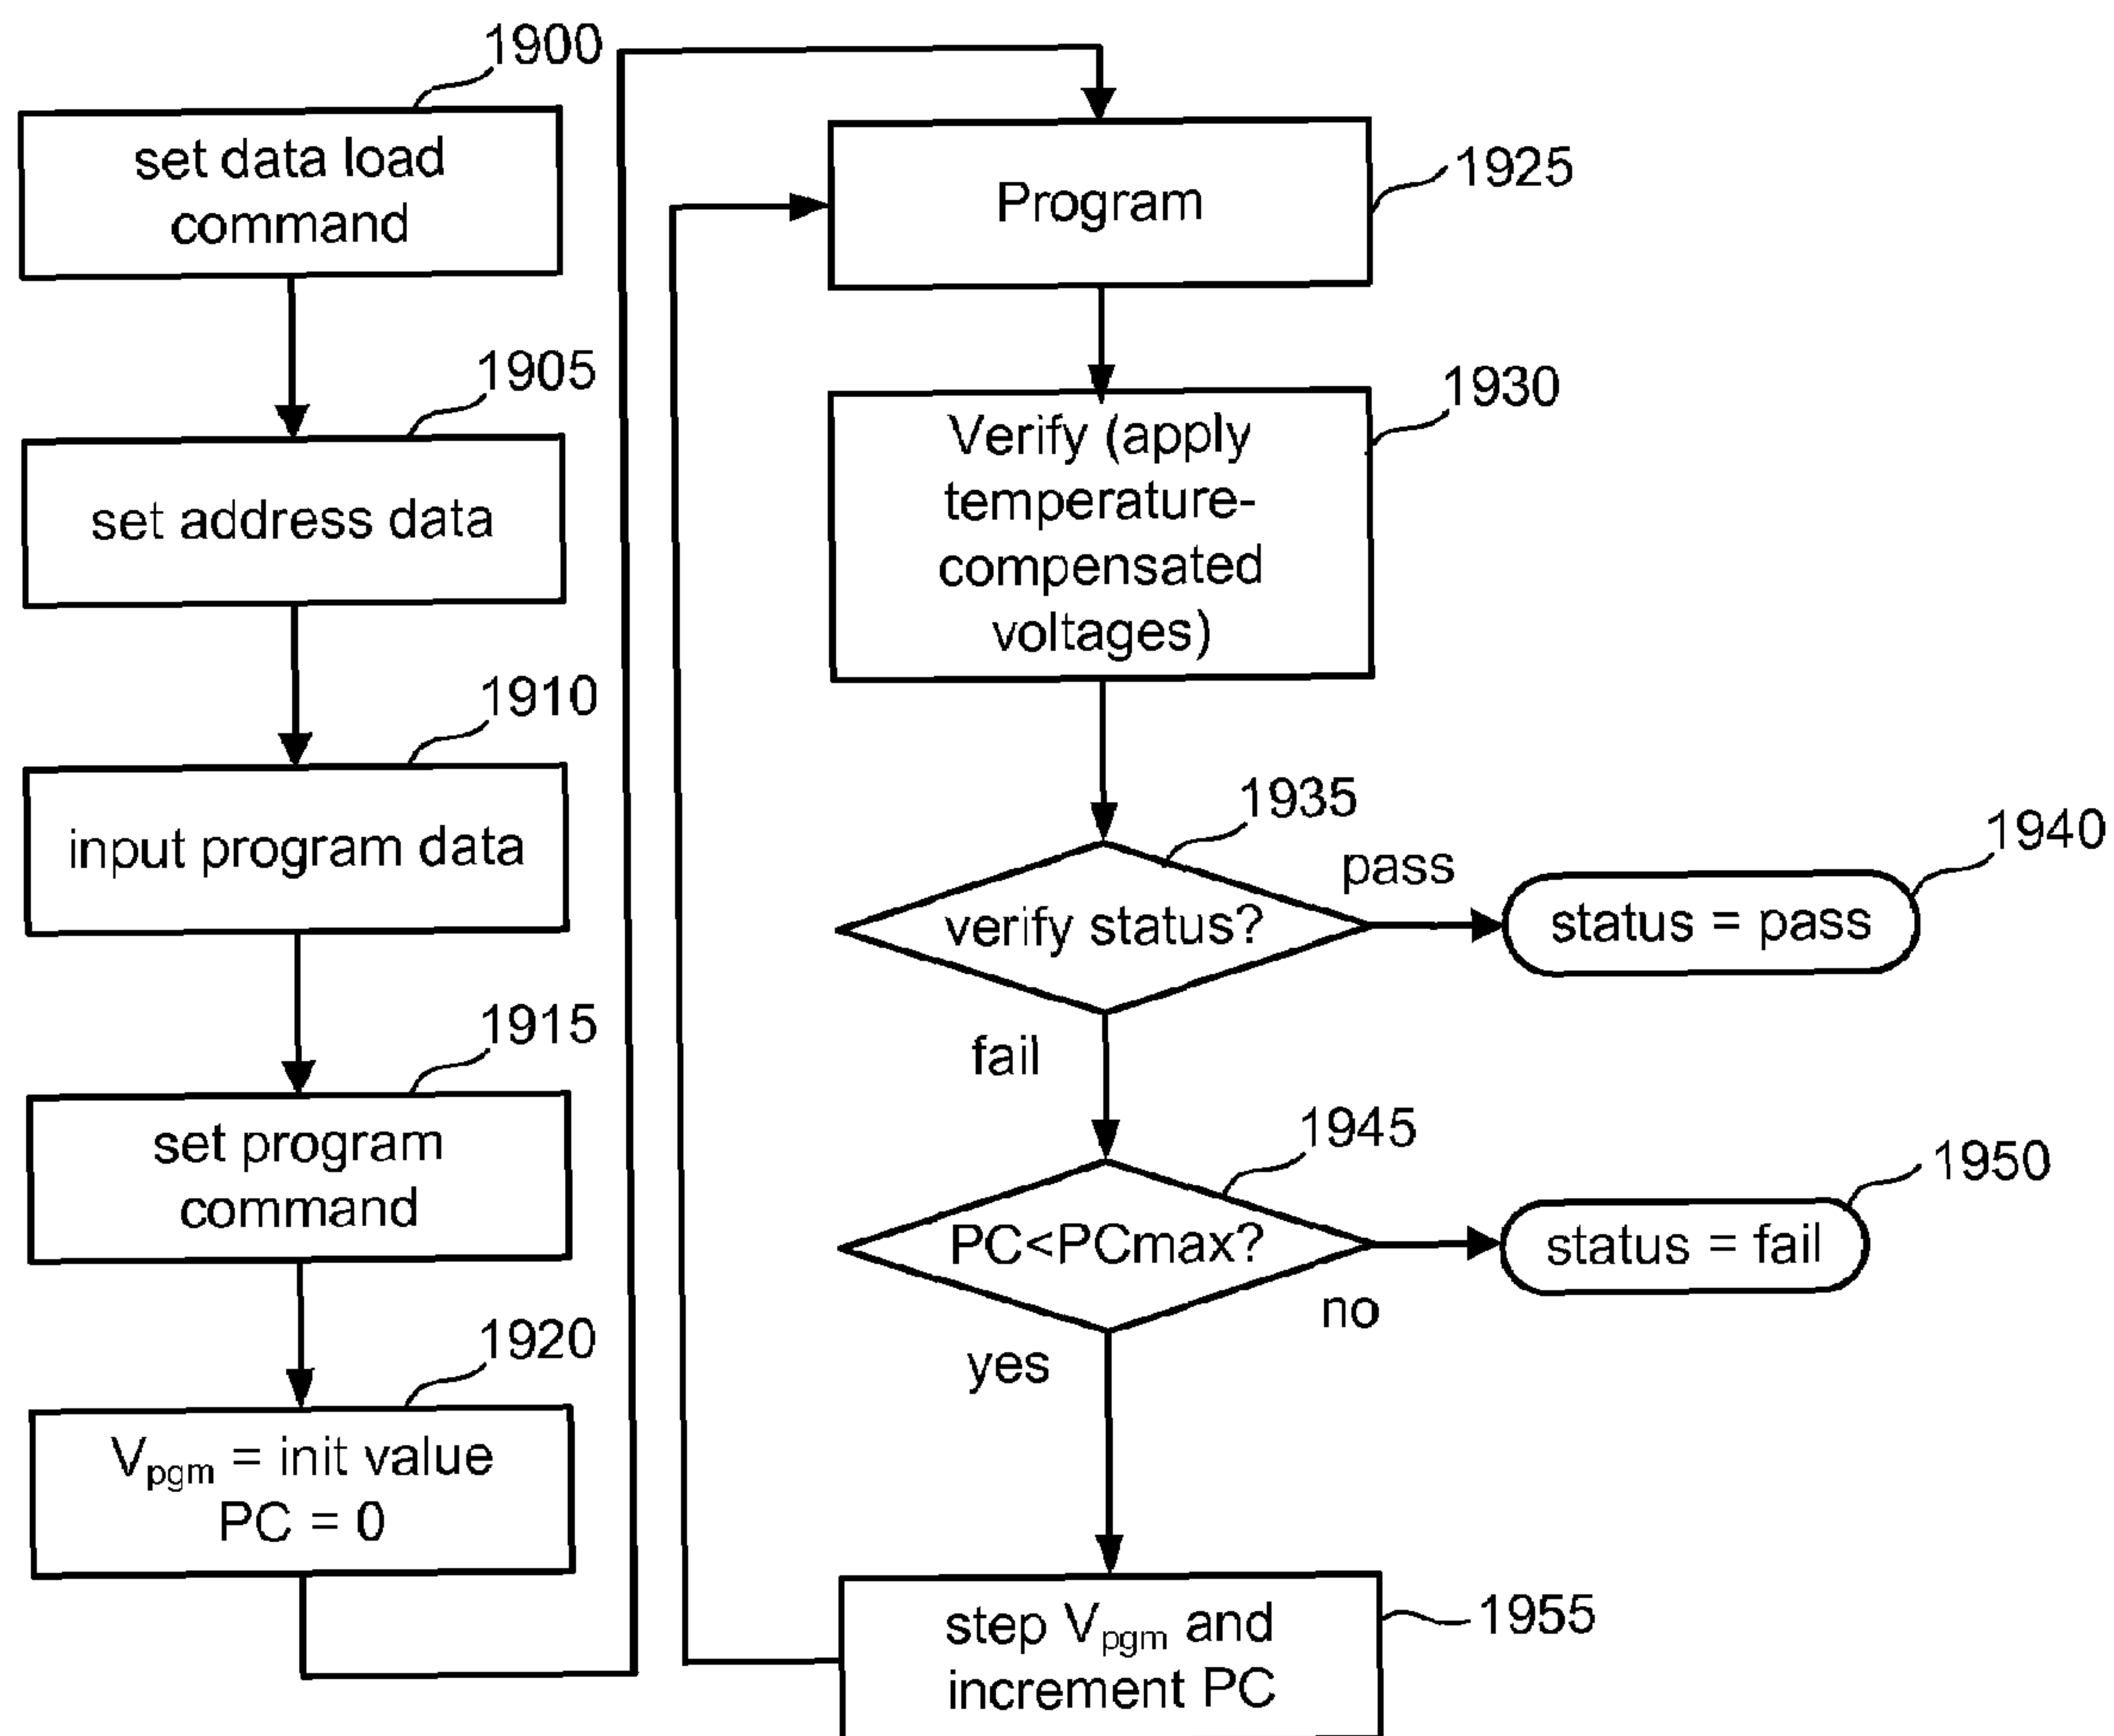 1900
set data load
command
1905
set address data
1910
input program data
1915
set program
command
1920
Vpgm = init value
PC = 0
Program
1925
1930
Verify (apply
temperature-
compensated
voltages)
1935
verify status?
pass
1940
status = pass
fail
1945
PC<PCmax?
1950
status = fail
no
yes
1955
step Vpgm and
increment PC